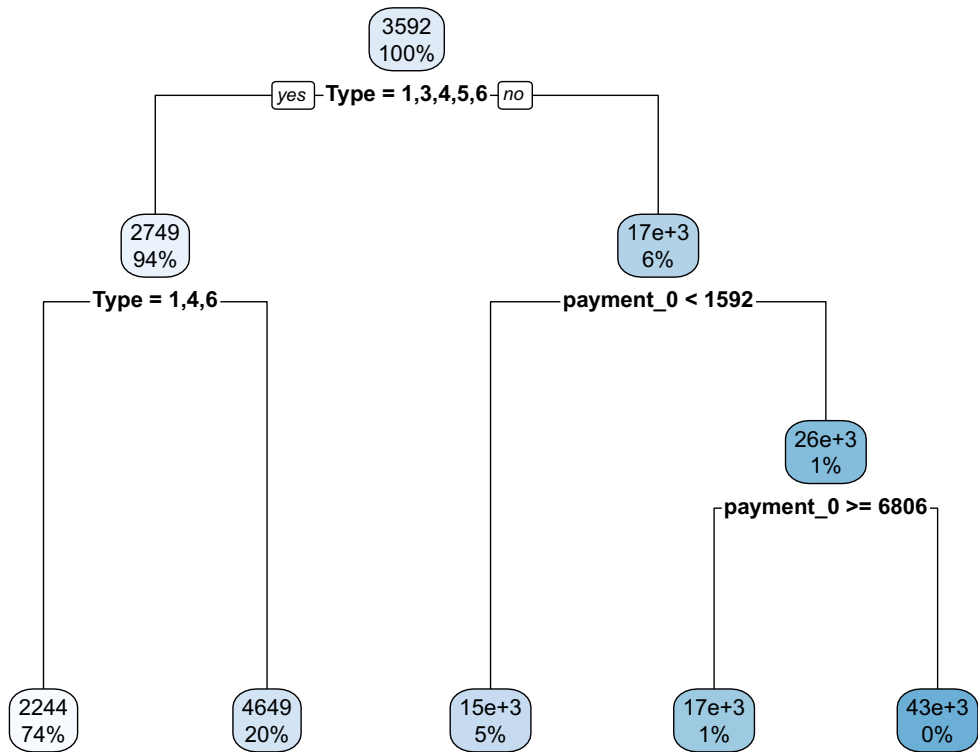 3592
100%
yes Type = 1,3,4,5,6 no
2749
94%
17e+3
6%
Type = 1,4,6
payment_0 < 1592
26e+3
1%
payment_0 >= 6806
2244
74%
4649
20%
15e+3
5%
17e+3
1%
43e+3
0%